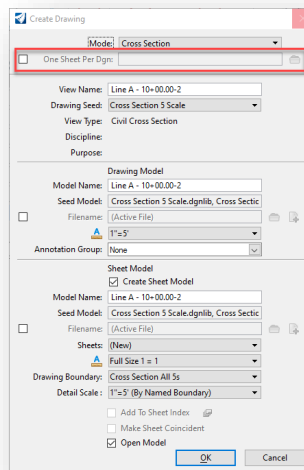 Create Drawing
Mode: Cross Section
One Sheet Per Dgn:
View Name: Line A - 10+00.00-2
Drawing Seed: Cross Section 5 Scale
View Type: Civil Cross Section
Discipline:
Purpose:
Drawing Model
Model Name: Line A - 10+00.00-2
Seed Model: Cross Section 5 Scale.dgnlib, Cross Sectic
Filename: (Active File)
1"=5'
Annotation Group: None
Sheet Model
Create Sheet Model
Model Name: Line A - 10+00.00-2
Seed Model: Cross Section 5 Scale.dgnlib, Cross Sectic
Filename: (Active File)
Sheets: (New)
Full Size 1 = 1
Drawing Boundary: Cross Section All 5s
Detail Scale : 1"=5' (By Named Boundary)
Add To Sheet Index
Make Sheet Coincident
Open Model
OK Cancel